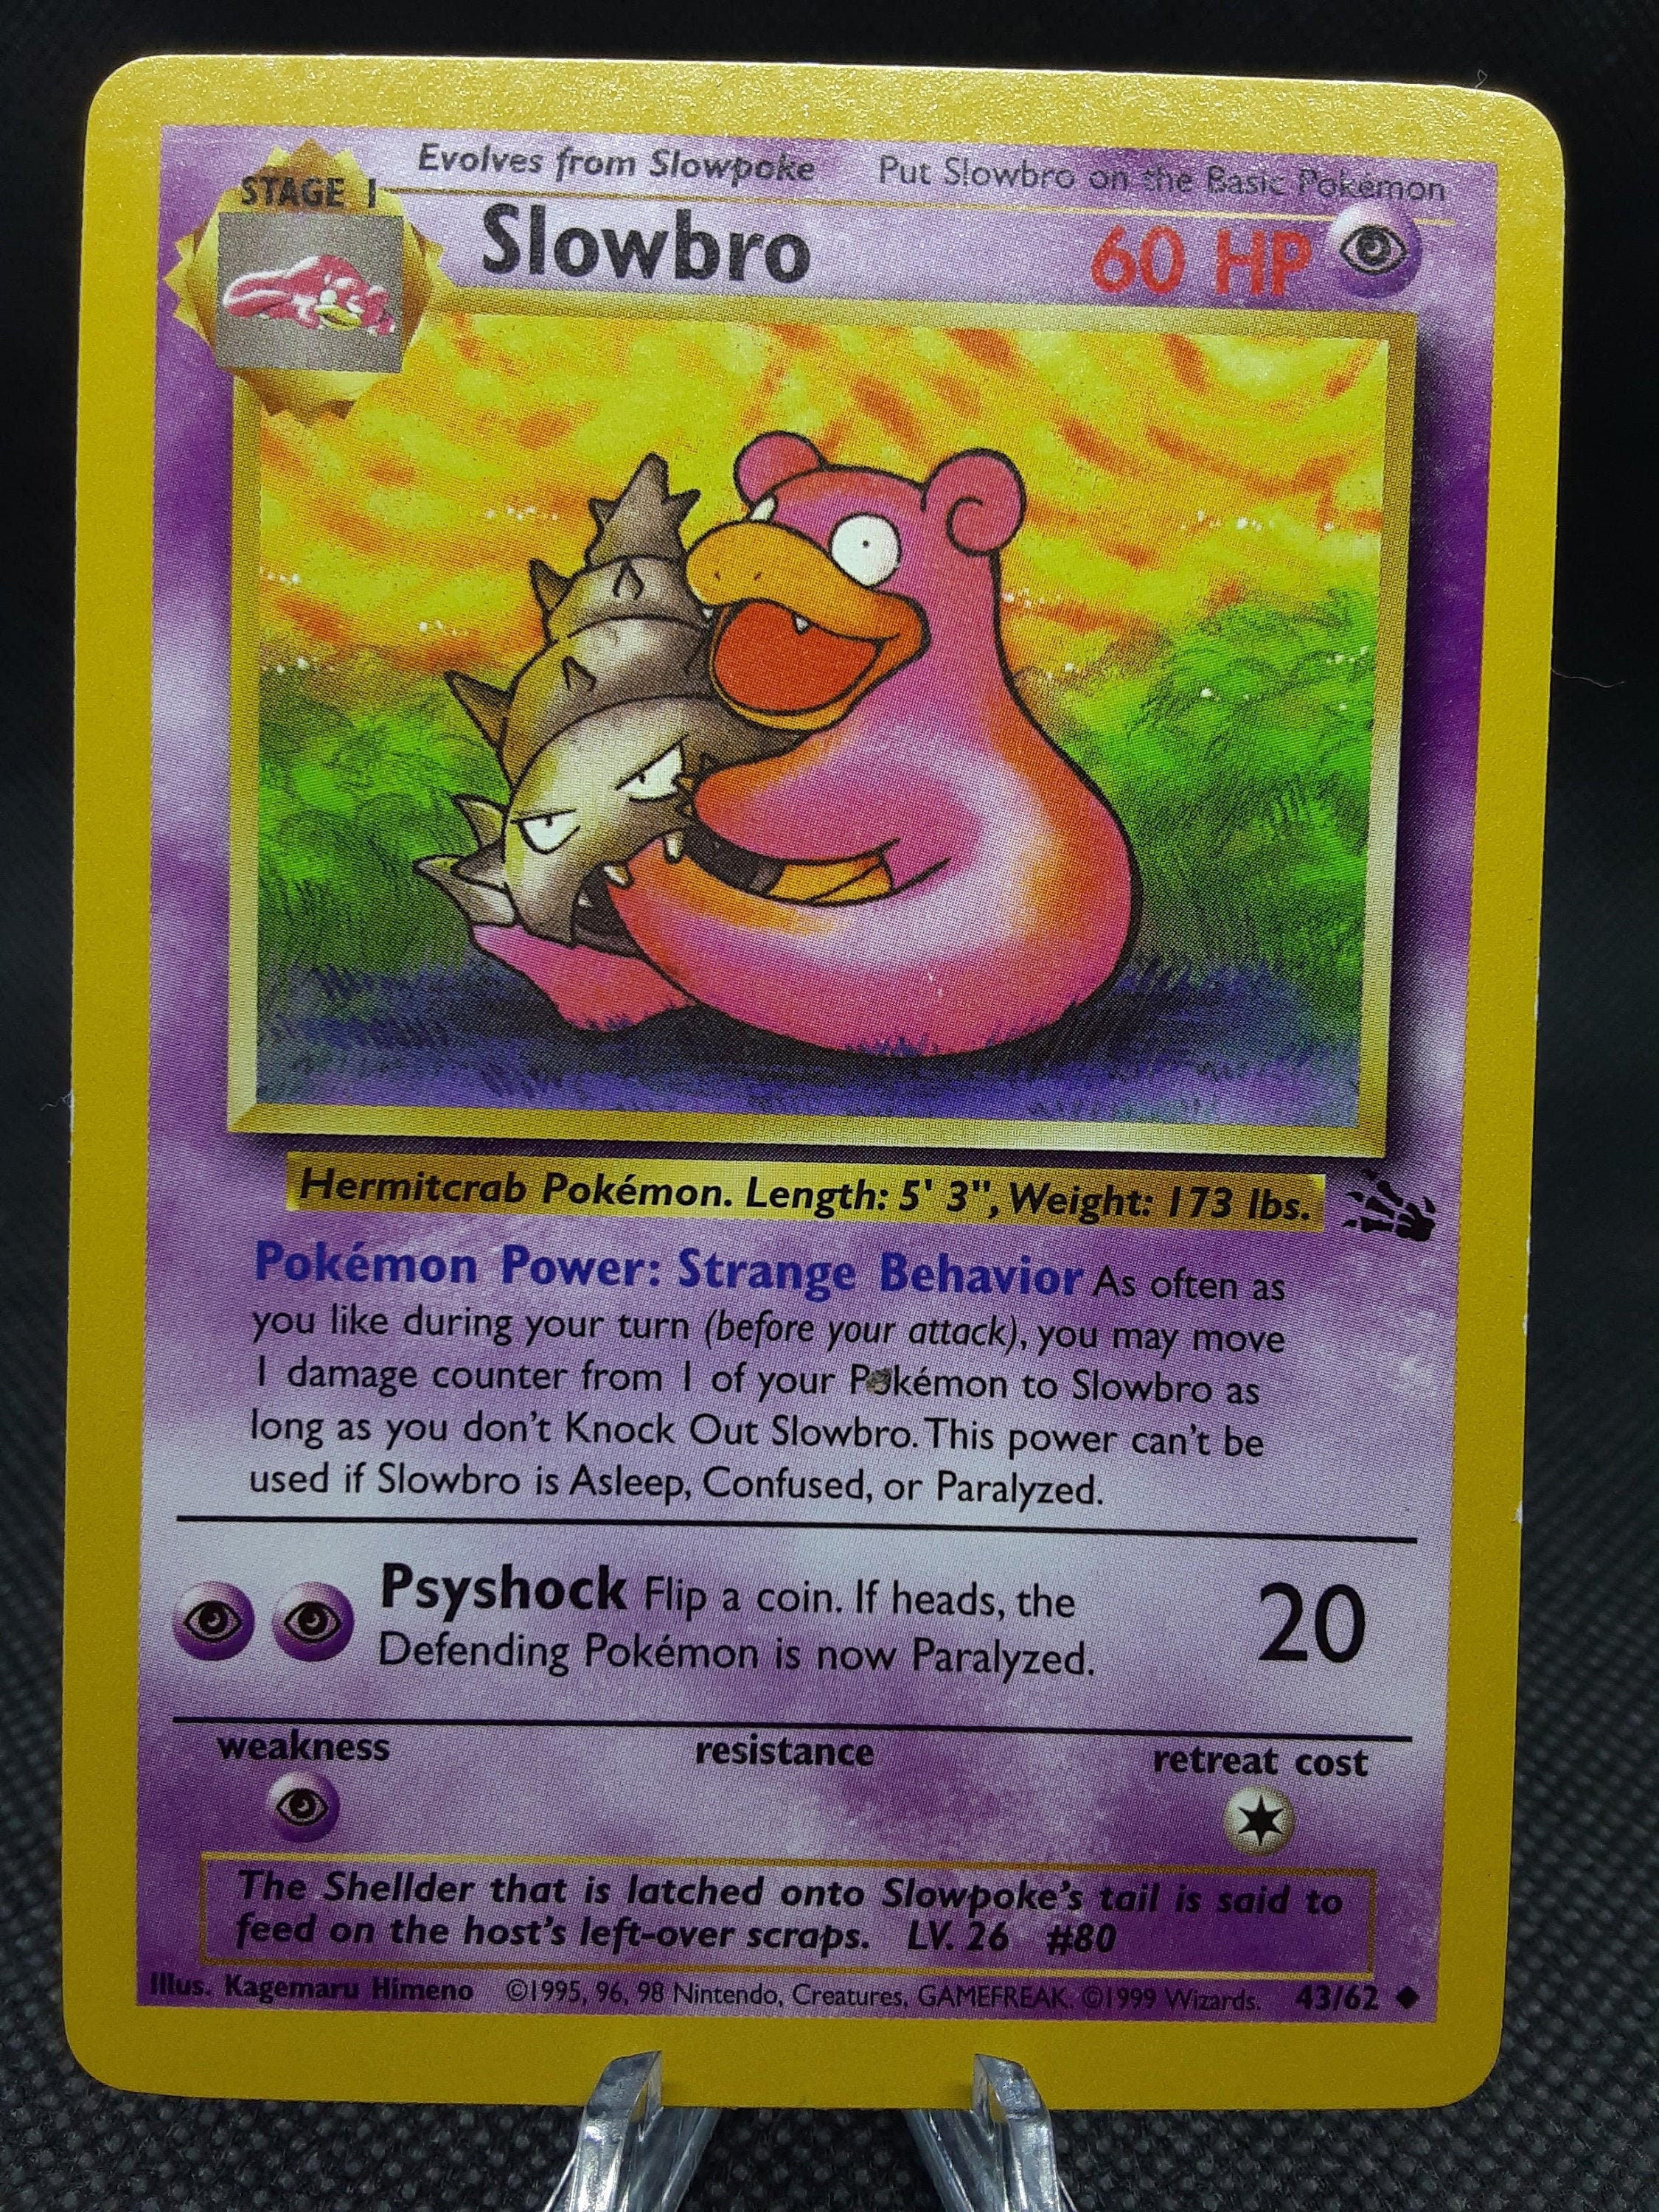 Evolves from Slowpoke Put Slowbro on the Basic Pokémon
STAGE 1
Slowbro 60 HP
Hermitcrab Pokémon. Length: 5' 3", Weight: 173 lbs.
Pokémon Power: Strange Behavior As often as
you like during your turn (before your attack), you may move
1 damage counter from 1 of your Pokémon to Slowbro as
long as you don't Knock Out Slowbro. This power can't be
used if Slowbro is Asleep, Confused, or Paralyzed.
Psyshock Flip a coin. If heads, the
Defending Pokémon is now Paralyzed.
20
weakness resistance retreat cost
The Shellder that is latched onto Slowpoke's tail is said to
feed on the host's left-over scraps. LV. 26 #80
Illus. Kagemaru Himeno ©1995, 96, 98 Nintendo, Creatures, GAMEFREAK. ©1999 Wizards. 43/62